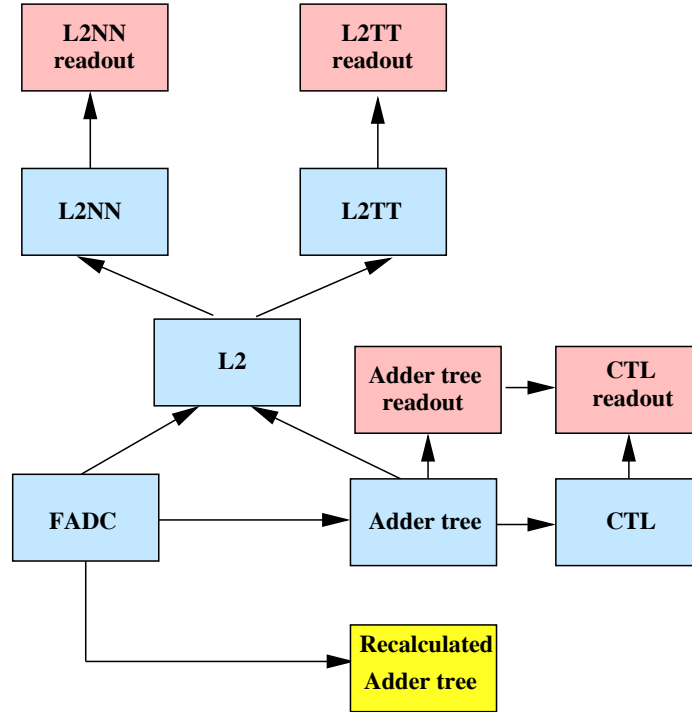 L2NN
readout
L2TT
readout
L2NN
L2TT
L2
Adder tree
readout
CTL
readout
FADC
Adder tree
CTL
Recalculated
Adder tree